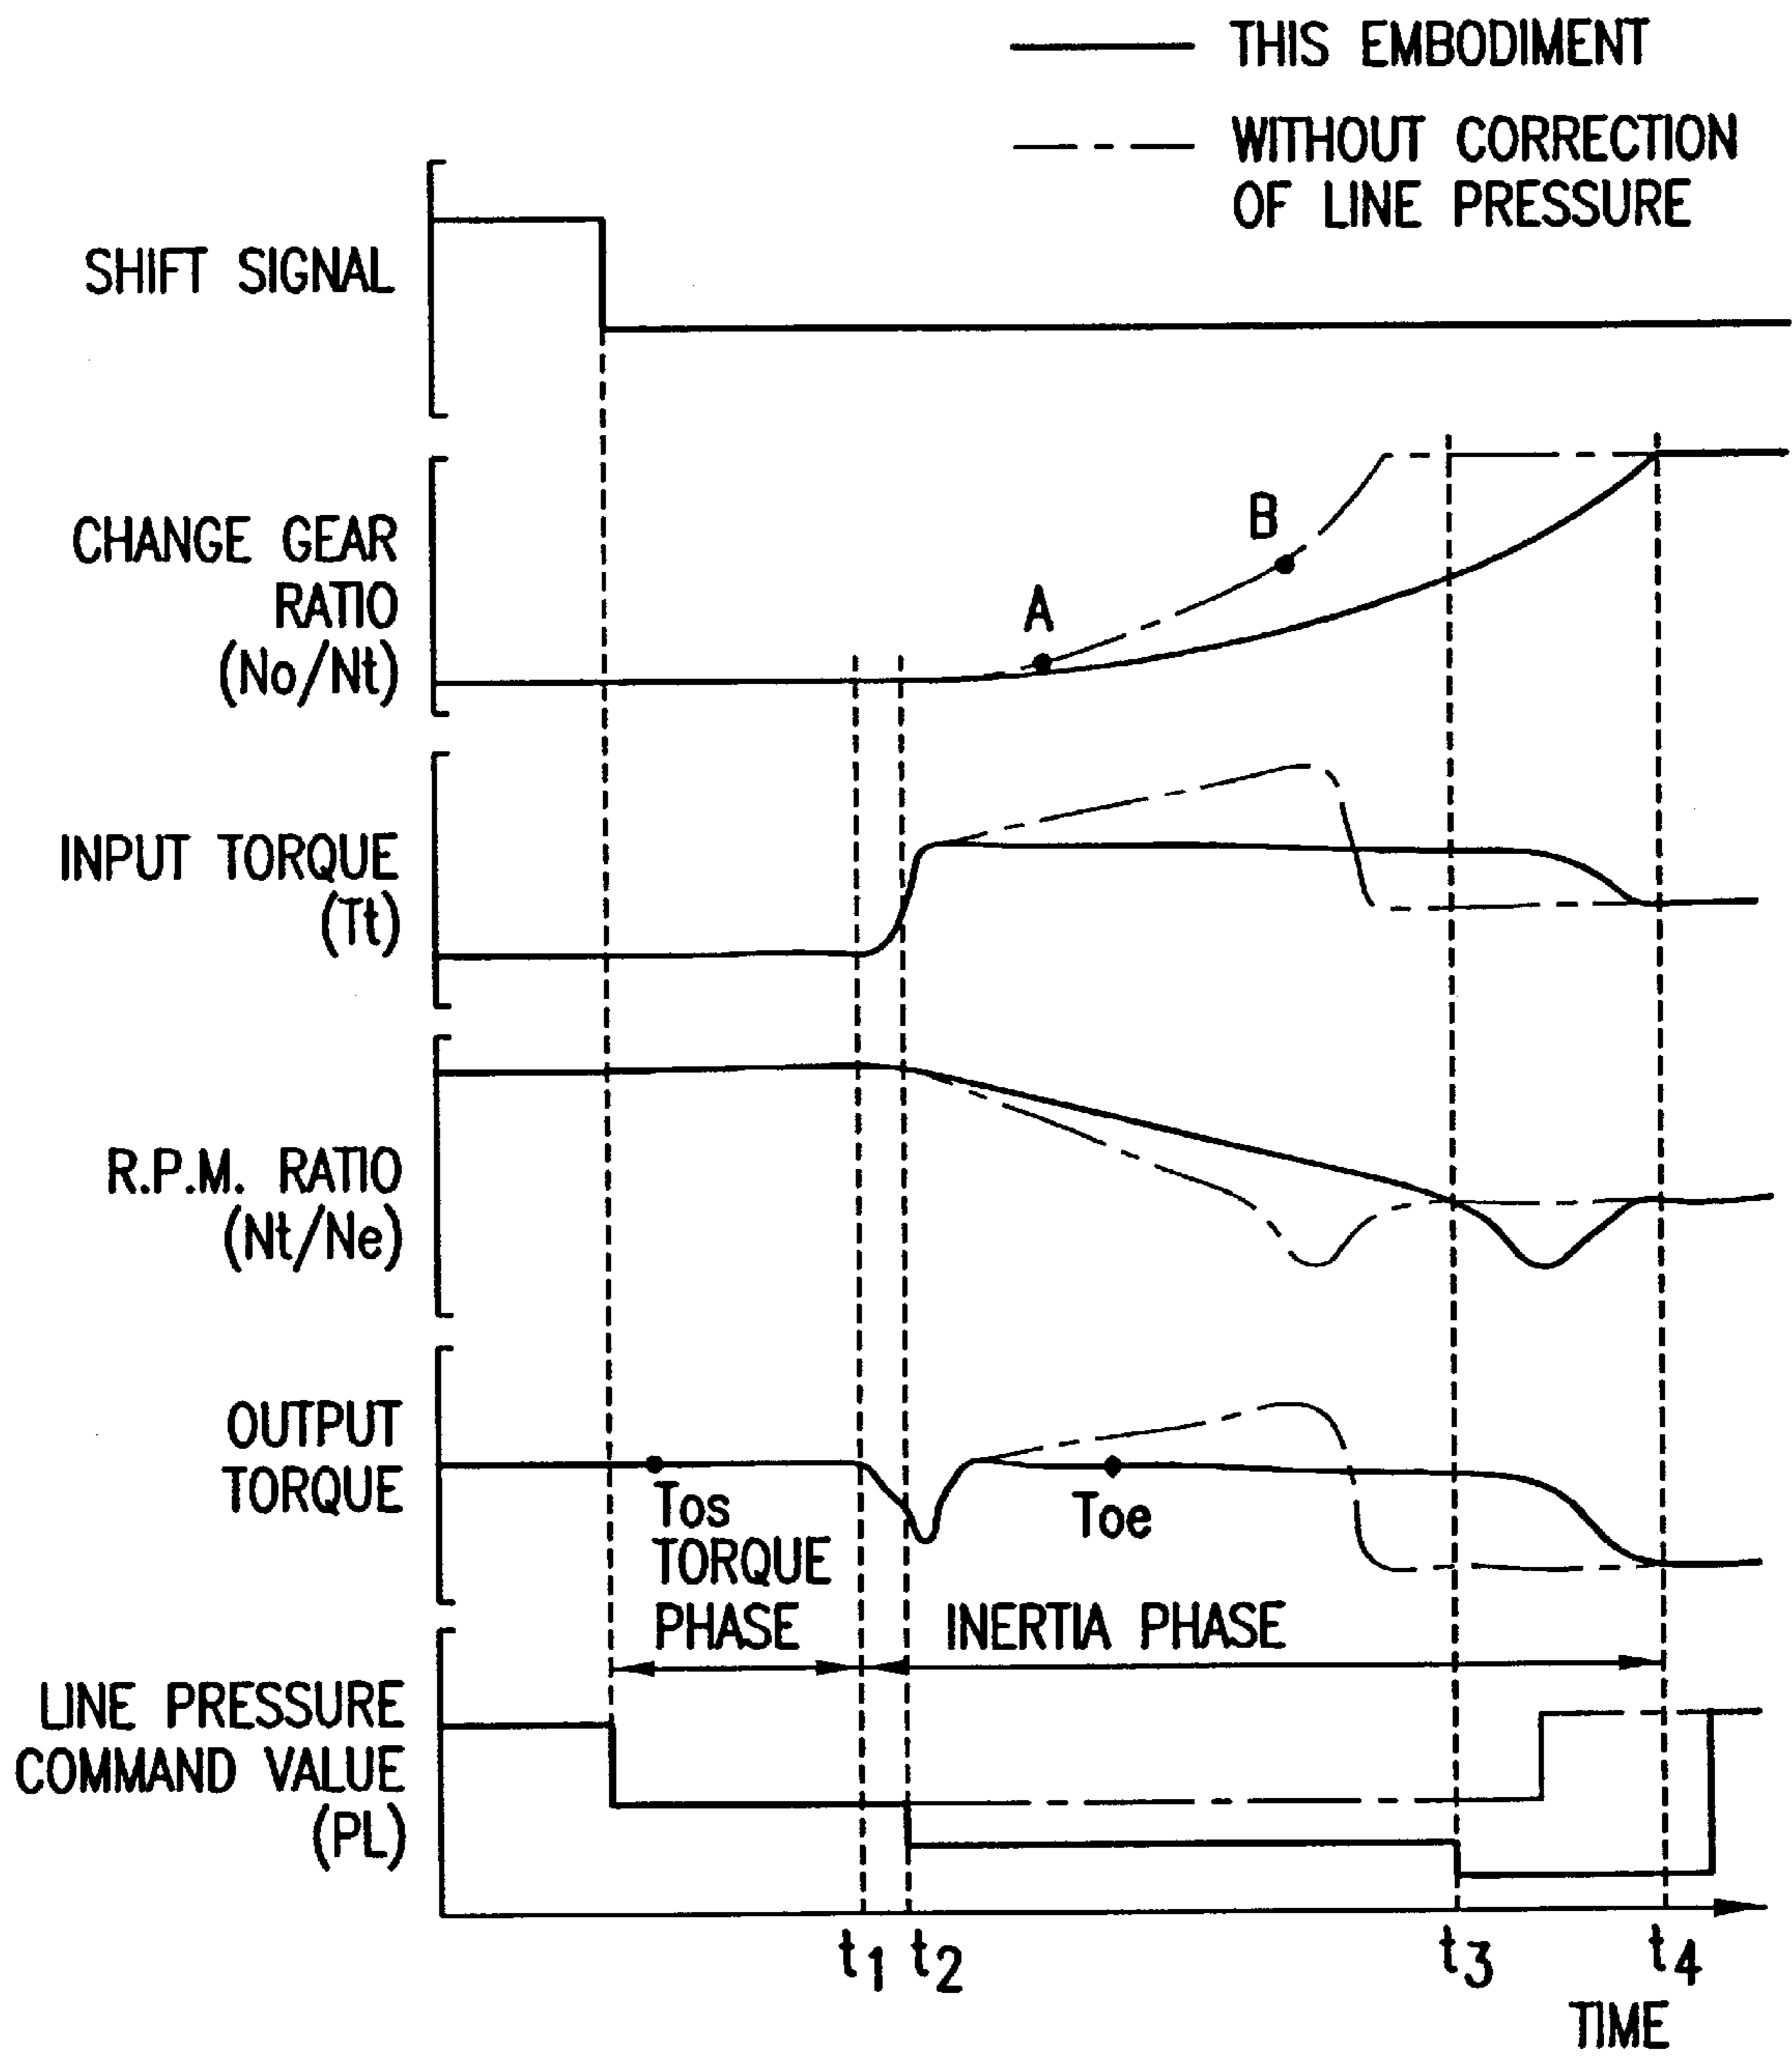 THIS EMBODIMENT
WITHOUT CORRECTION
OF LINE PRESSURE
SHIFT SIGNAL
CHANGE GEAR
RATIO
(No/Nt)
A
B
INPUT TORQUE
(Tt)
R.P.M. RATIO
(Nt/Ne)
OUTPUT
TORQUE
Tos
Toe
TORQUE
PHASE
INERTIA PHASE
LINE PRESSURE
COMMAND VALUE
(PL)
t1 t2 t3 t4
TIME